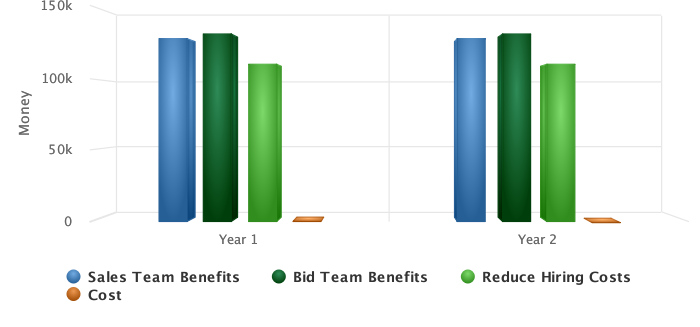 150k
100k
50k
0
Money
Year 1
Year 2
Sales Team Benefits
Bid Team Benefits
Reduce Hiring Costs
Cost